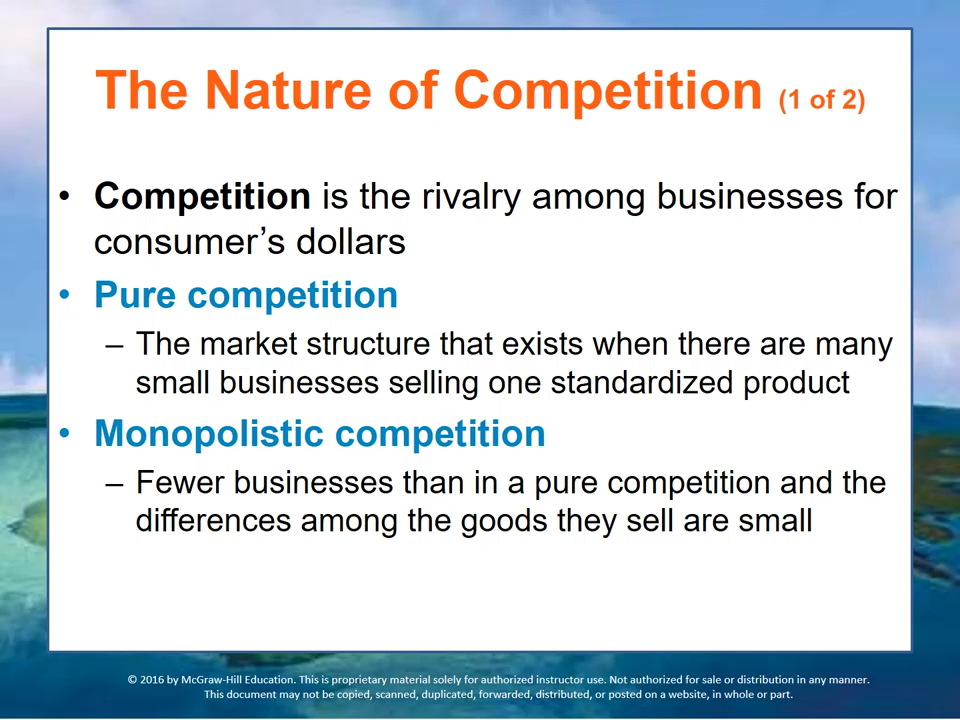 The Nature of Competition (1 of 2)
• Competition is the rivalry among businesses for
consumer’s dollars
• Pure competition
– The market structure that exists when there are many
small businesses selling one standardized product
• Monopolistic competition
– Fewer businesses than in a pure competition and the
differences among the goods they sell are small
© 2016 by McGraw-Hill Education. This is proprietary material solely for authorized instructor use. Not authorized for sale or distribution in any manner.
This document may not be copied, scanned, duplicated, forwarded, distributed, or posted on a website, in whole or part.